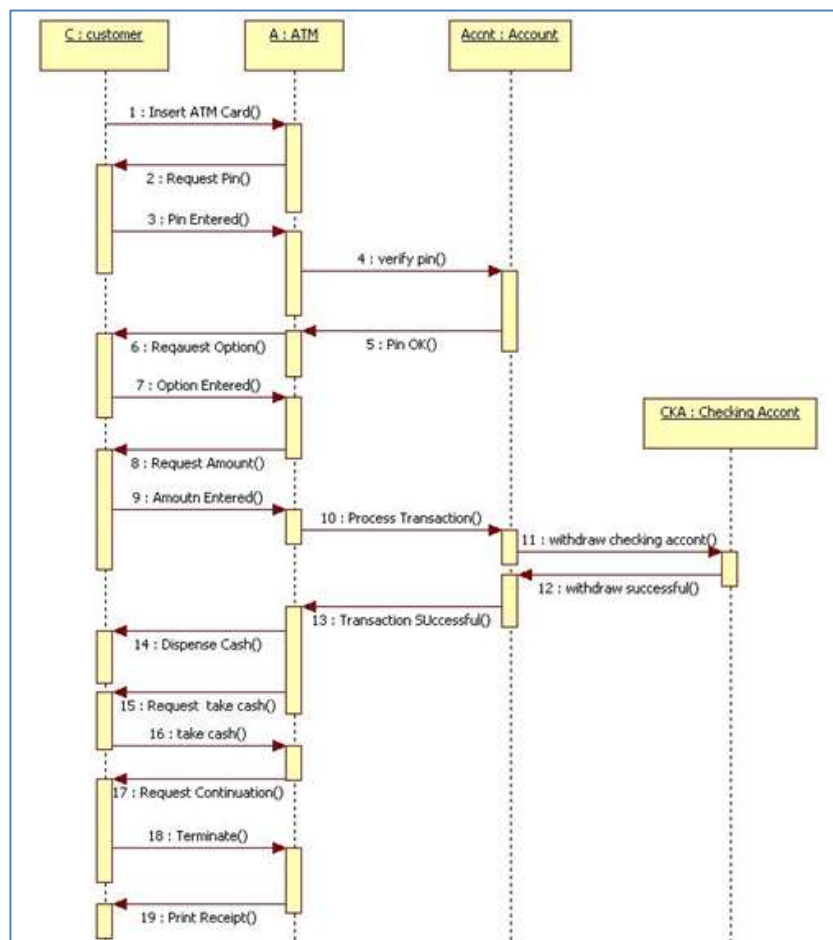 C : customer
A : ATM
Accnt : Account
1 : Insert ATM Card()
2 : Request Pin()
3 : Pin Entered()
4 : verify pin()
5 : Pin OK()
6 : Reqauest Option()
7 : Option Entered()
CKA : Checking Accont
8 : Request Amount()
9 : Amoutn Entered()
10 : Process Transaction()
11 : withdraw checking accont()
12 : withdraw successful()
13 : Transaction SUccessful()
14 : Dispense Cash()
15 : Request take cash()
16 : take cash()
17 : Request Continuation()
18 : Terminate()
19 : Print Receipt()